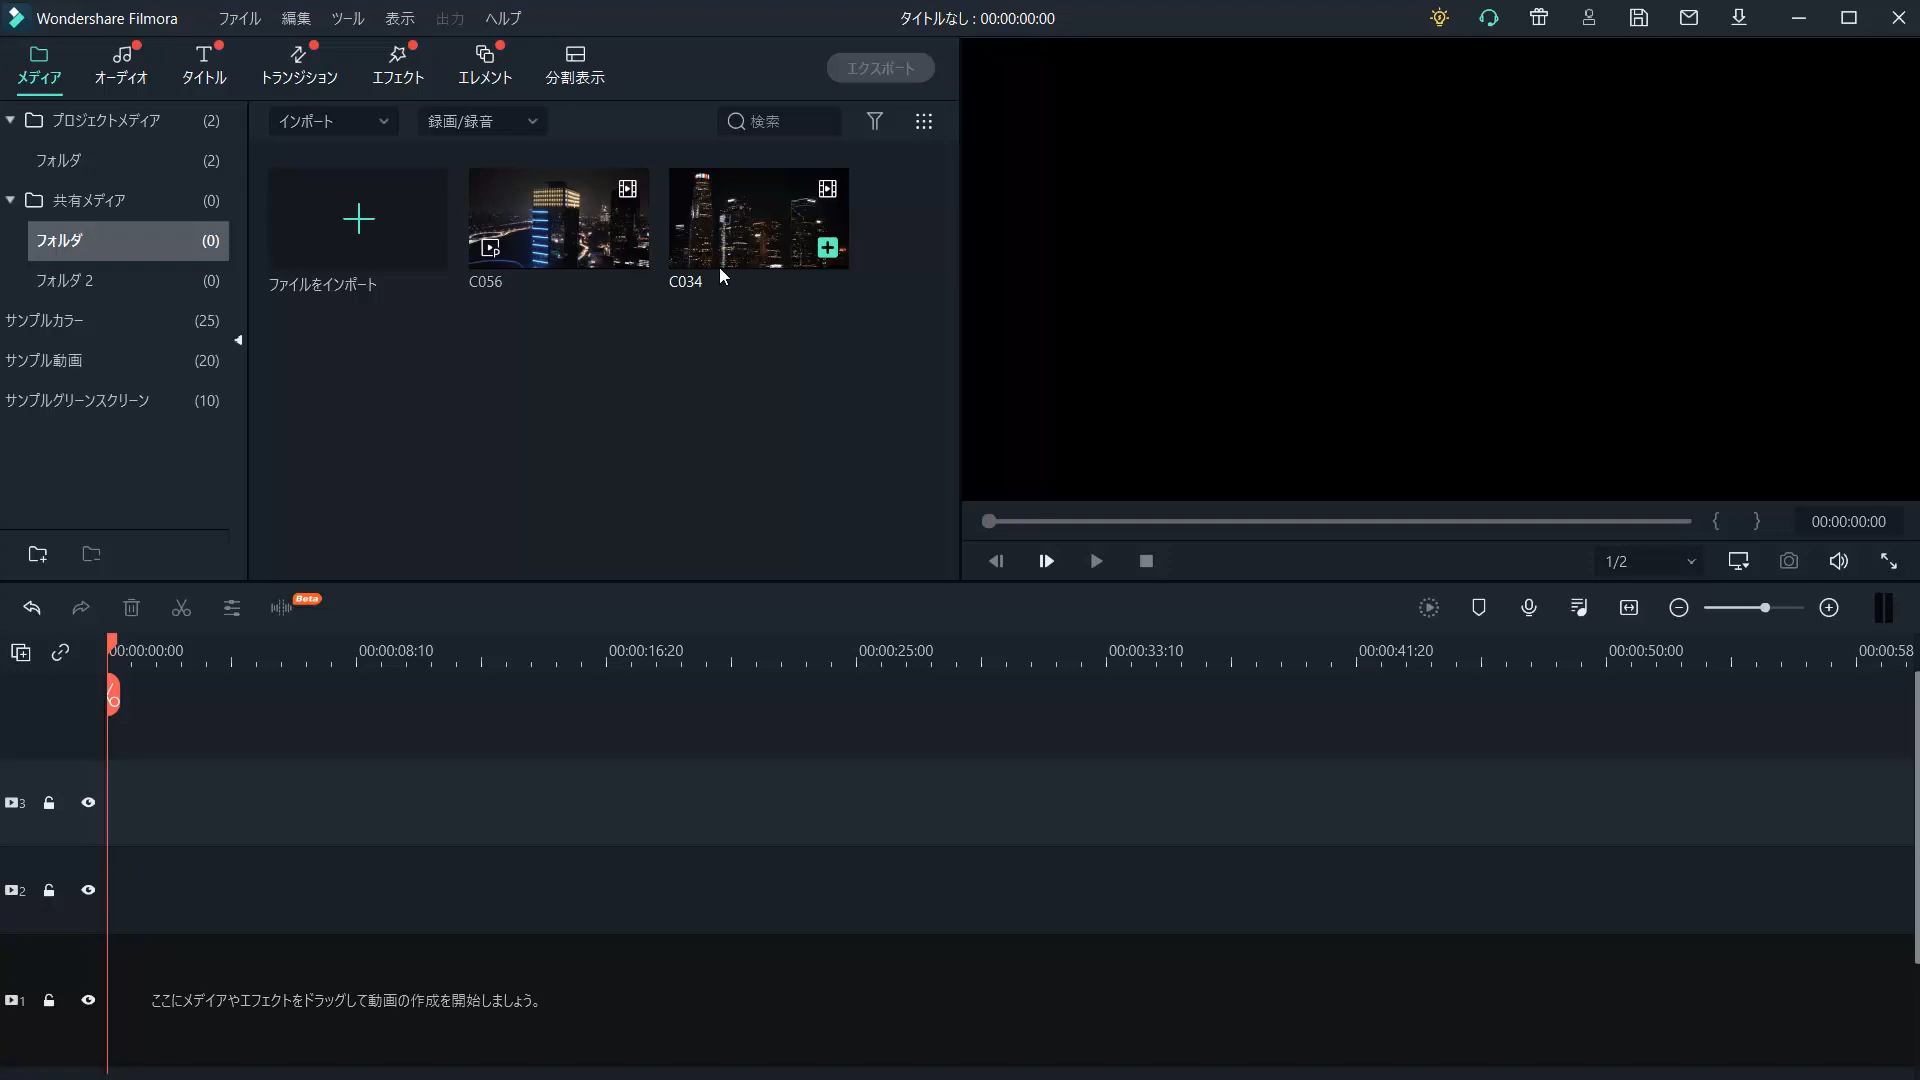 Wondershare Filmora
ファイル 編集 ツール 表示 出力 ヘルプ
タイトルなし : 00:00:00:00
メディア オーディオ タイトル トランジション エフェクト エレメント 分割表示
エクスポート
プロジェクトメディア (2)
フォルダ (2)
共有メディア (0)
フォルダ (0)
フォルダ 2 (0)
サンプルカラー (25)
サンプル動画 (20)
サンプルグリーンスクリーン (10)
インポート 録画/録音 検索
ファイルをインポート
C056
C034
00:00:00:00
1/2
Beta
00:00:00:00 00:00:08:10 00:00:16:20 00:00:25:00 00:00:33:10 00:00:41:20 00:00:50:00 00:00:58
3
2
1
ここにメディアやエフェクトをドラッグして動画の作成を開始しましょう。